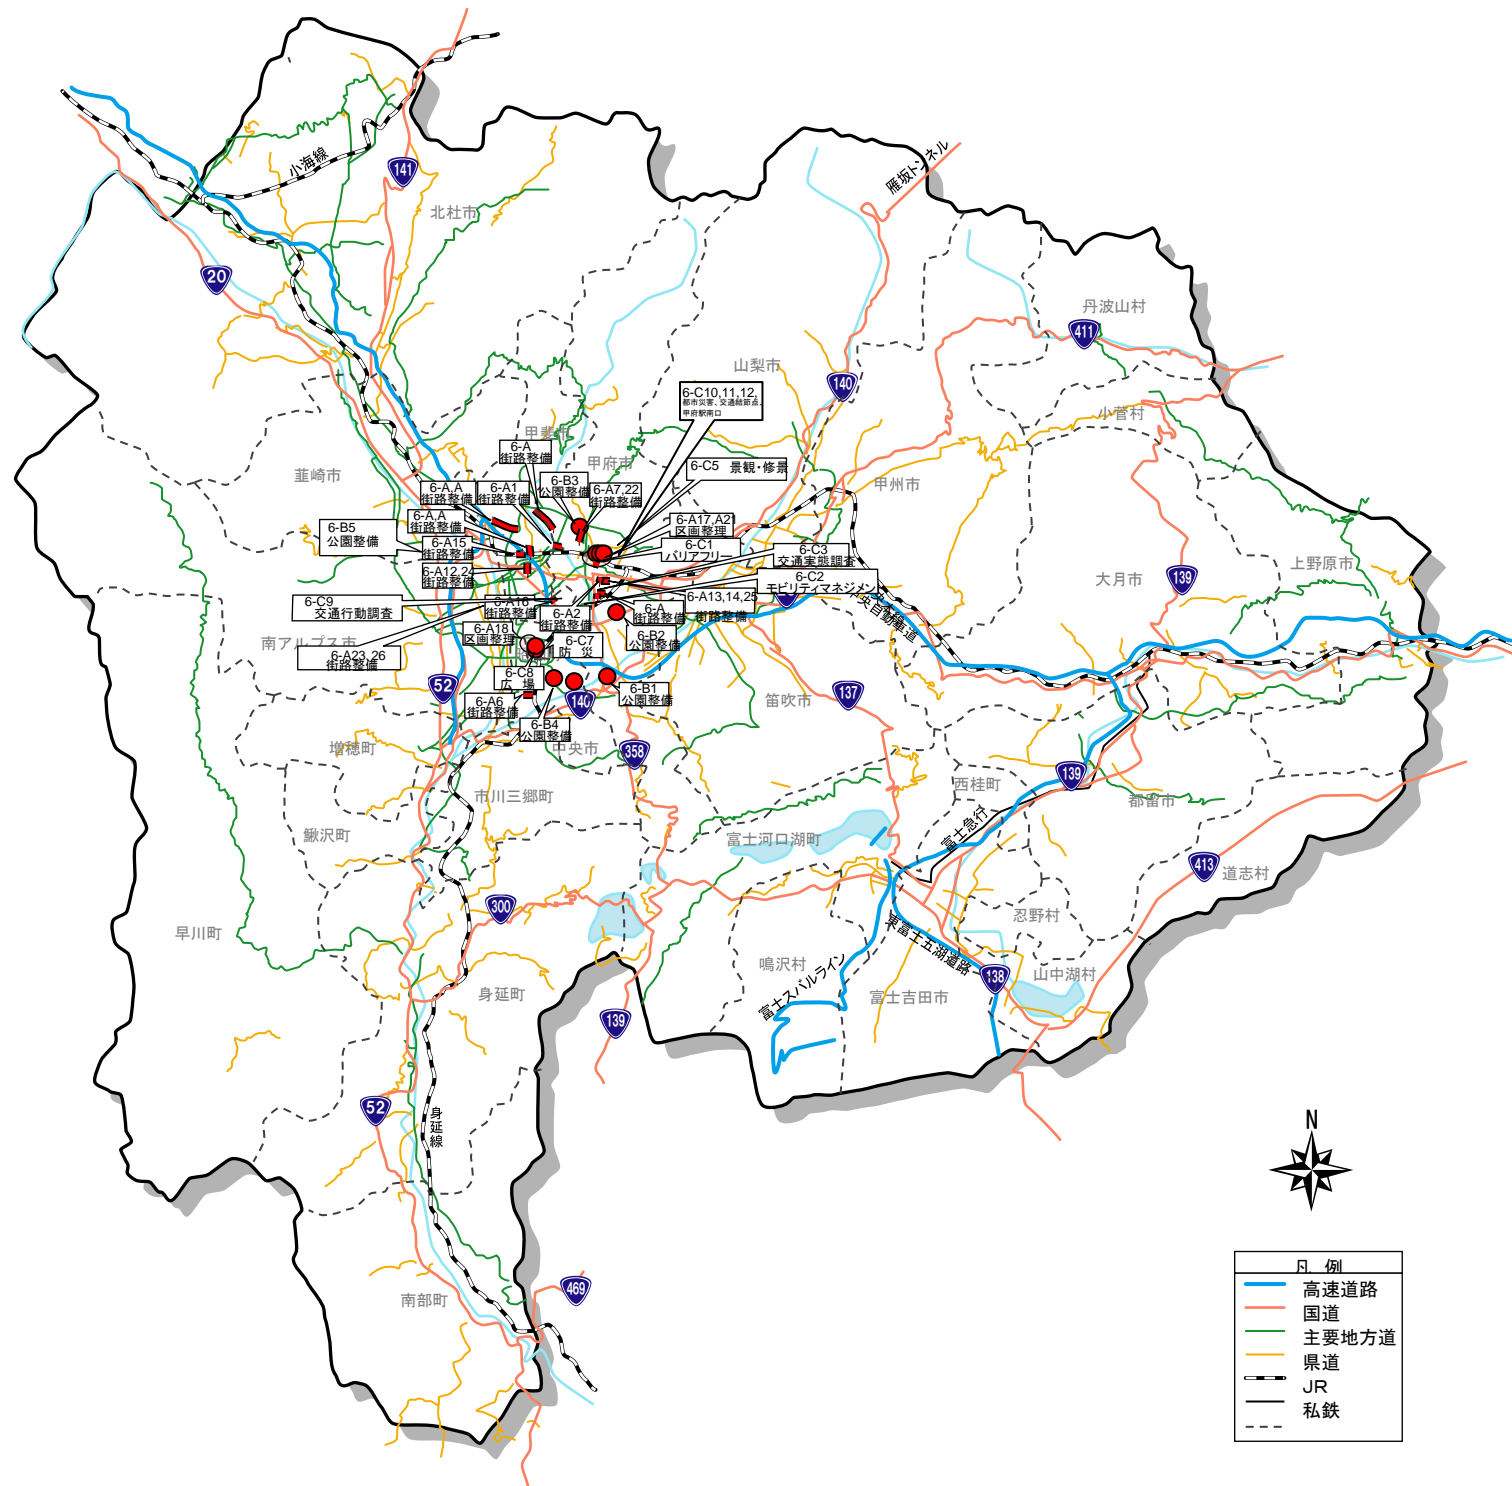 小海線
141
北杜市
雁坂トンネル
20
丹波山村
411
山梨市
140
6-C10,11,12,
都市災害、交通結節点、
甲府駅南口
小菅村
甲斐市
6-A
街路整備
甲府市
6-C5 景観・修景
韮崎市
甲州市
6-A,A
街路整備
6-A1
街路整備
6-B3
公園整備
6-A7,22
街路整備
6-A,A
街路整備
6-A17,A21
区画整理
6-B5
公園整備
6-A15
街路整備
6-C1
バリアフリー
6-C3
交通実態調査
上野原市
6-A12,24
街路整備
6-C2
モビリティマネジメント
大月市
139
6-C9
交通行動調査
6-A16
街路整備
6-A2
街路整備
6-A
街路整備
6-A13,14,25
街路整備
南アルプス市
6-A18
区画整理
6-C7
防 災
6-B2
公園整備
6-A23,26
街路整備
6-C8
広 場
52
6-A6
街路整備
140
6-B1
公園整備
笛吹市
137
6-B4
公園整備
増穂町
中央市
358
市川三郷町
西桂町
139
都留市
鰍沢町
富士河口湖町
富士急行
413
道志村
300
忍野村
早川町
東富士五湖道路
鳴沢村
富士スバルライン
138
山中湖村
身延町
富士吉田市
139
52
身延線
N
469
南部町
凡 例
高速道路
国道
主要地方道
県道
JR
私鉄